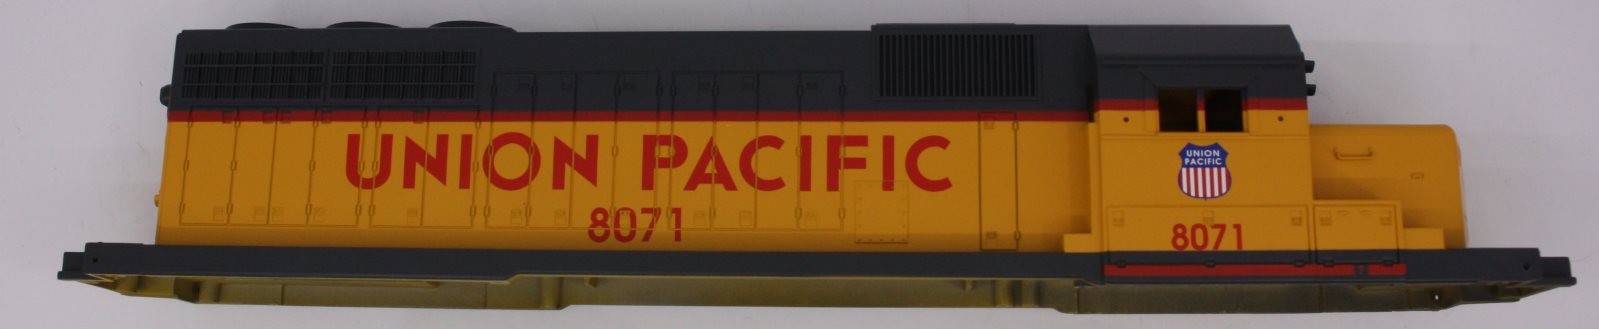 UNION PACIFIC
8071
UNION
PACIFIC
8071